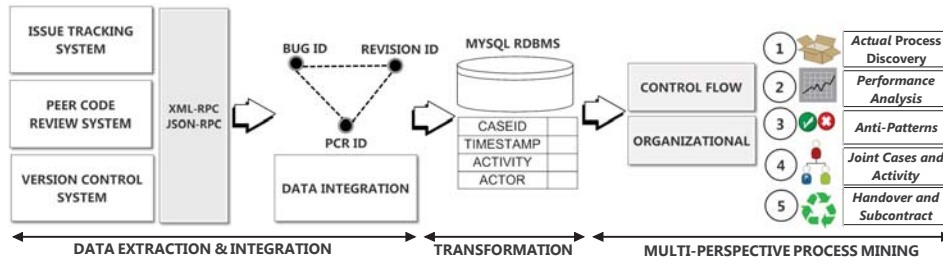 ISSUE TRACKING
SYSTEM
PEER CODE
REVIEW SYSTEM
VERSION CONTROL
SYSTEM
XML-RPC
JSON-RPC
BUG ID
REVISION ID
PCR ID
DATA INTEGRATION
MYSQL RDBMS
CASEID
TIMESTAMP
ACTIVITY
ACTOR
CONTROL FLOW
ORGANIZATIONAL
1
Actual Process
Discovery
2
Performance
Analysis
3
Anti-Patterns
4
Joint Cases and
Activity
5
Handover and
Subcontract
DATA EXTRACTION & INTEGRATION
TRANSFORMATION
MULTI-PERSPECTIVE PROCESS MINING